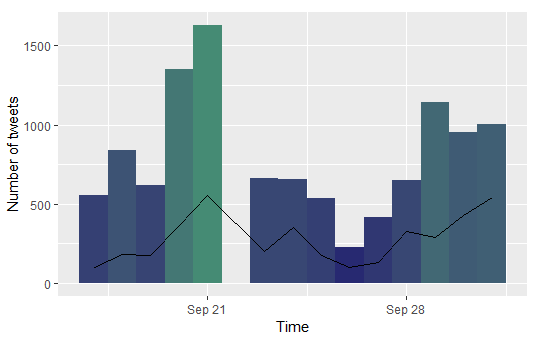 1500
1000
500
0
Number of tweets
Sep 21
Sep 28
Time